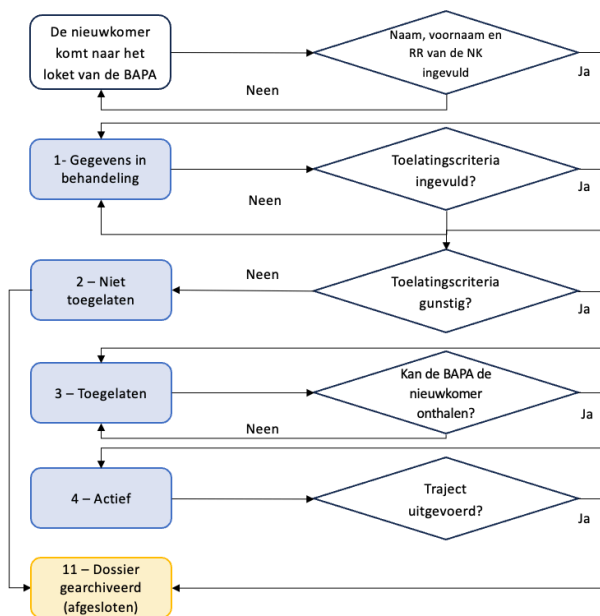 De nieuwkomer
komt naar het
loket van de BAPA
Naam, voornaam en
RR van de NK
ingevuld
Ja
Neen
1- Gegevens in
behandeling
Toelatingscriteria
ingevuld?
Ja
Neen
2 – Niet
toegelaten
Neen
Toelatingscriteria
gunstig?
Ja
3 – Toegelaten
Kan de BAPA de
nieuwkomer
onthalen?
Ja
Neen
4 – Actief
Traject
uitgevoerd?
Ja
11 – Dossier
gearchiveerd
(afgesloten)